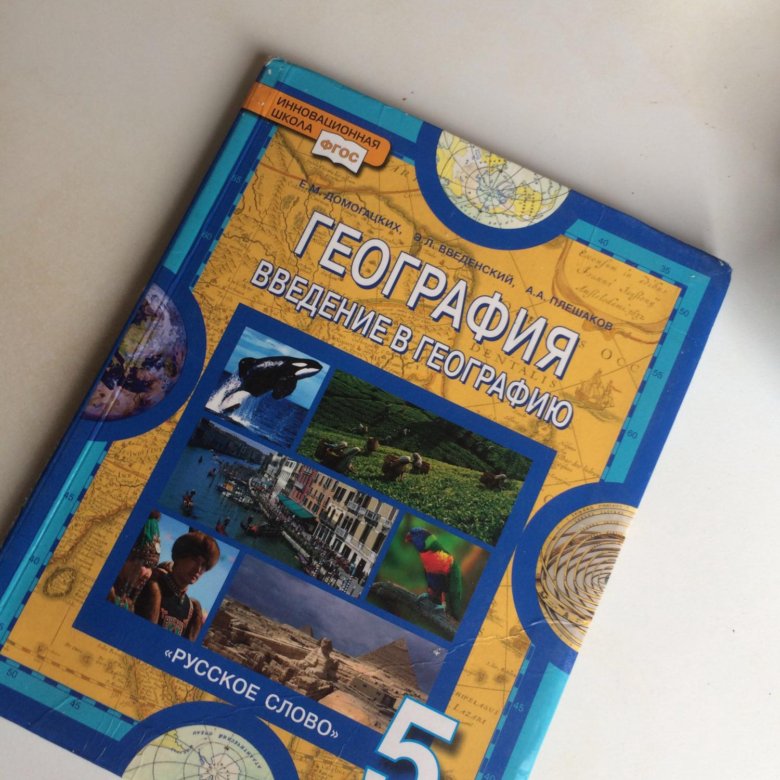 ИННОВАЦИОННАЯ
ШКОЛА
ФГОС
Е.М. ДОМОГАЦКИХ, Э.Л. ВВЕДЕНСКИЙ, А.А. ПЛЕШАКОВ
ГЕОГРАФИЯ
ВВЕДЕНИЕ В ГЕОГРАФИЮ
«РУССКОЕ СЛОВО»
5